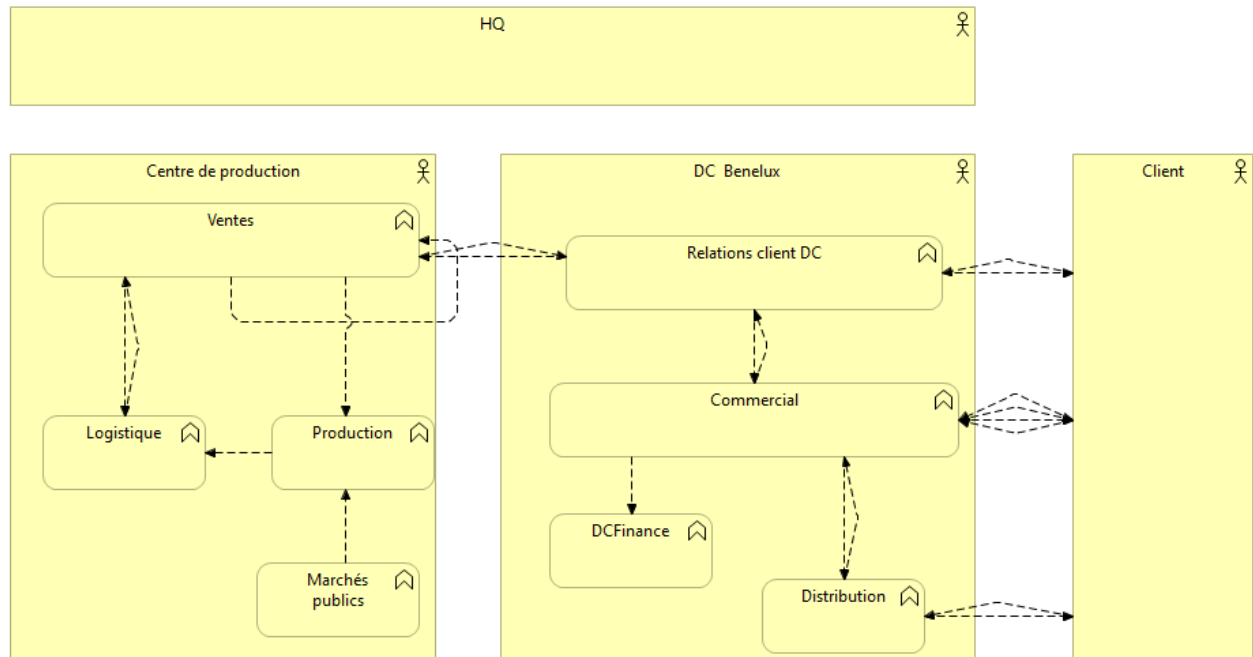 HQ
Centre de production
DC Benelux
Client
Ventes
Relations client DC
Commercial
Logistique
Production
DCFinance
Marchés
publics
Distribution